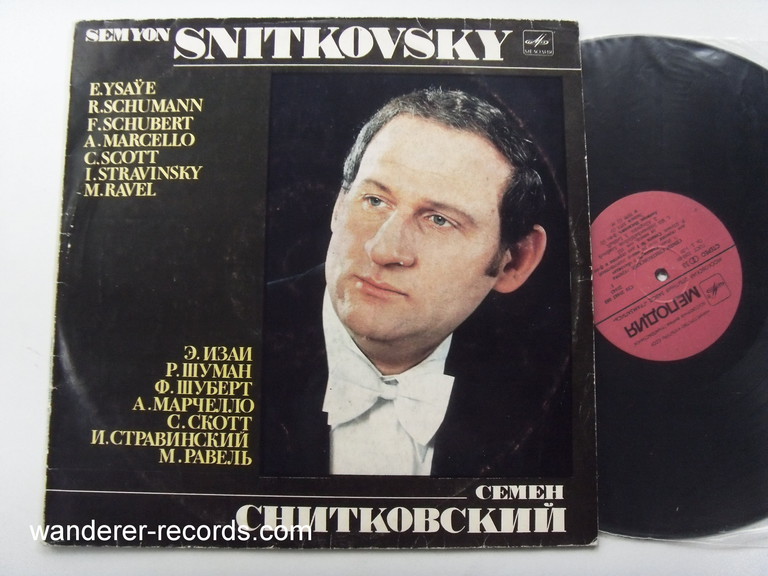 SEMYON SNITKOVSKY
МЕЛОДИЯ
E.YSAŸE
R.SCHUMANN
F.SCHUBERT
A.MARCELLO
C.SCOTT
I.STRAVINSKY
M.RAVEL
Э.ИЗАИ
Р.ШУМАН
Ф.ШУБЕРТ
А.МАРЧЕЛЛО
С.СКОТТ
И.СТРАВИНСКИЙ
М.РАВЕЛЬ
СЕМЕН
СНИТКОВСКИЙ
МЕЛОДИЯ
wanderer-records.com